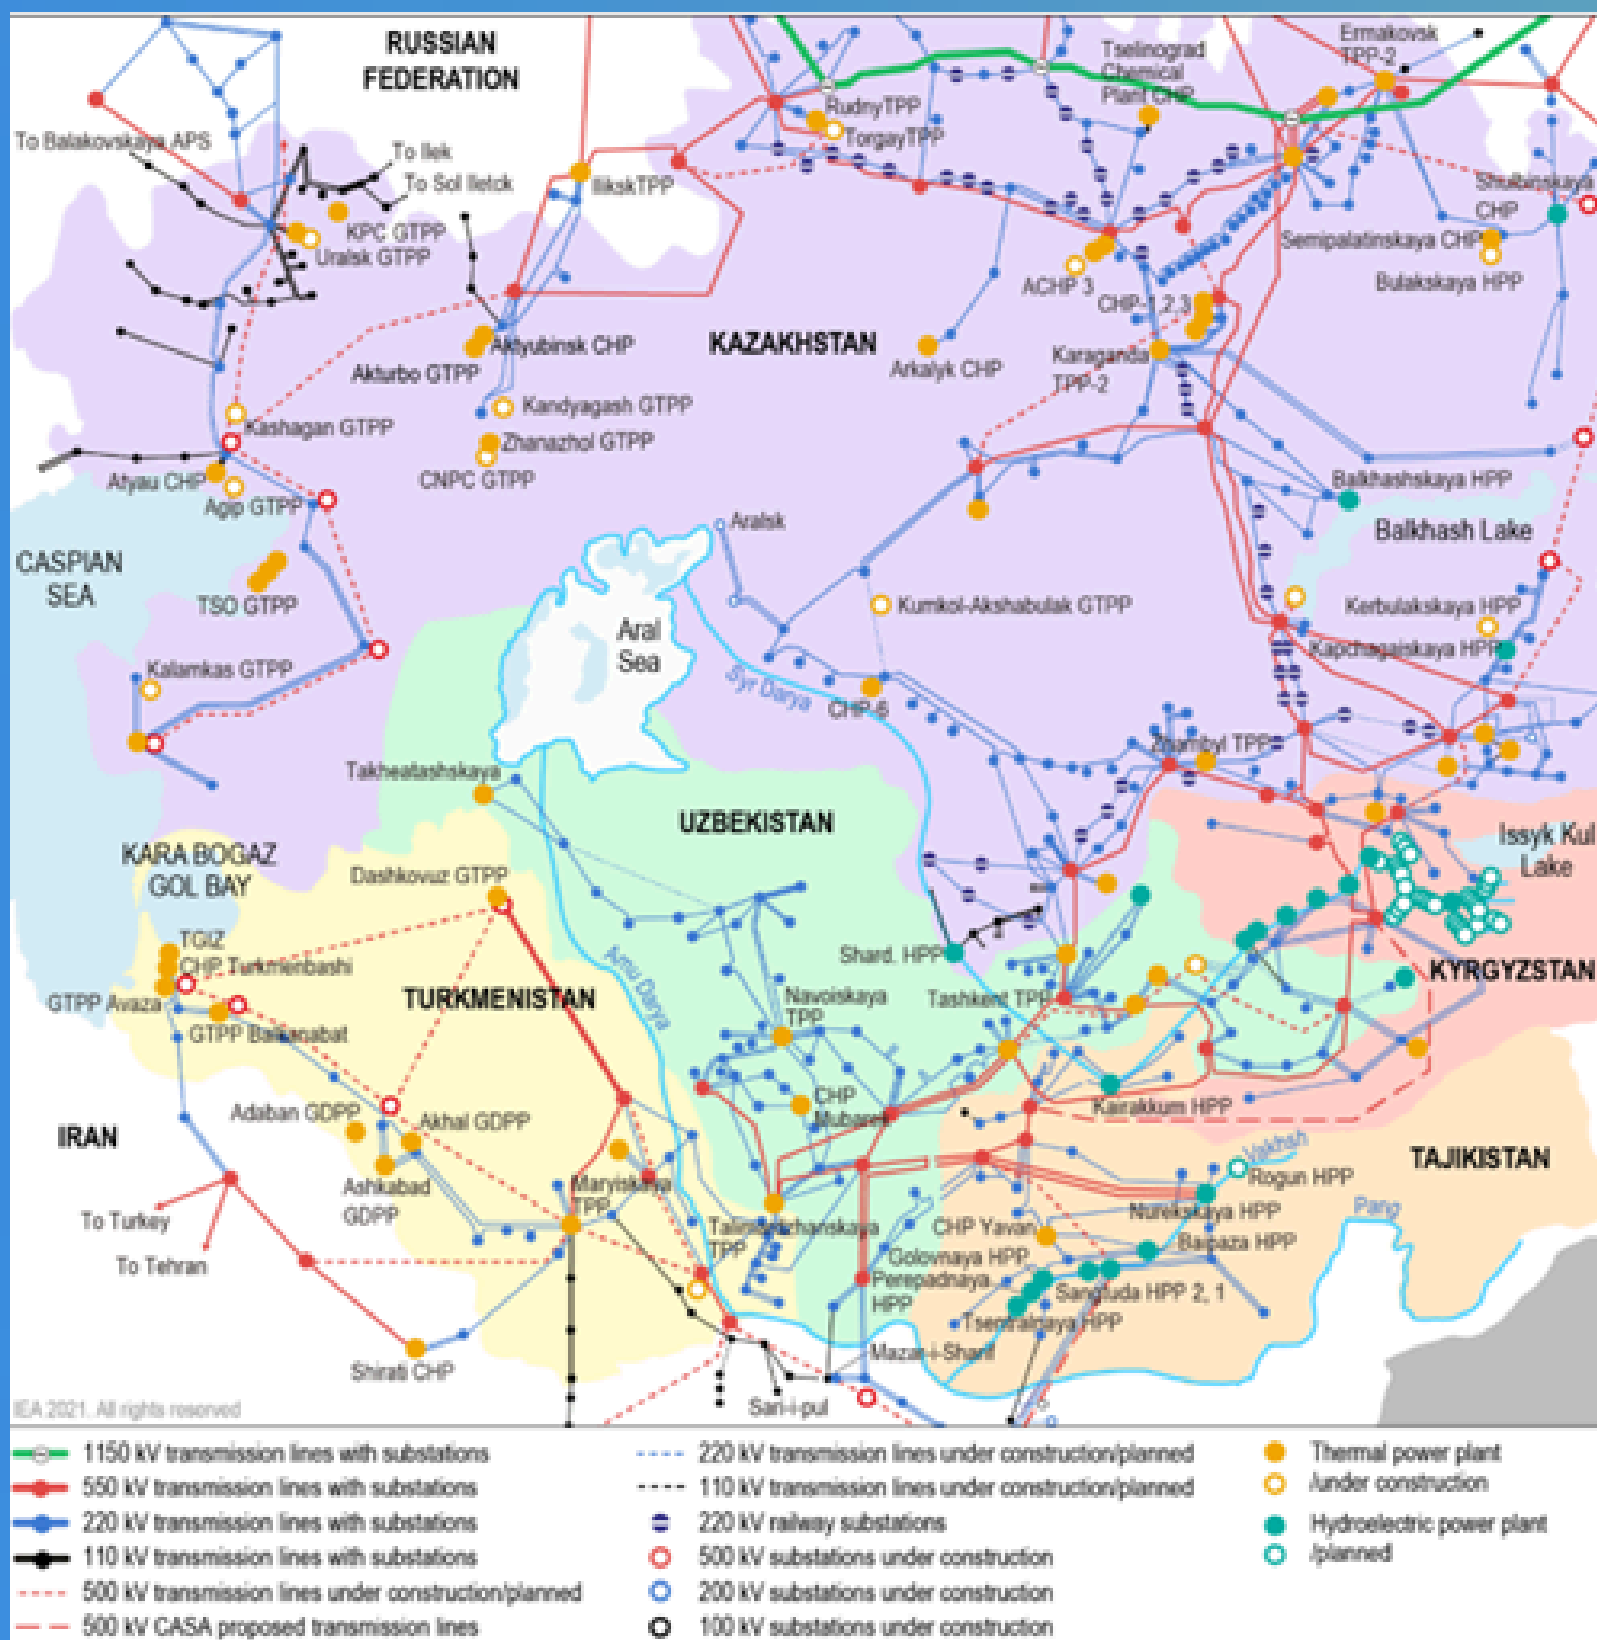 RUSSIAN
FEDERATION
Ermakovsk
TPP-2
Tselinograd
Chemical
Plant CHP
RudnyTPP
TorgayTPP
To Balakovskaya APS
To Ilek
To Sol Iletck
IlikskTPP
Shulbinskaya
CHP
KPC GTPP
Uralsk GTPP
Semipalatinskaya CHP
Bulakskaya HPP
ACHP 3
CHP-1,2,3
KAZAKHSTAN
Aktyubinsk CHP
Akturbo GTPP
Arkalyk CHP
Karaganda
TPP-2
Kandyagash GTPP
Kashagan GTPP
Zhanazhol GTPP
CNPC GTPP
Atyau CHP
Agip GTPP
Balkhashskaya HPP
Balkhash Lake
Aralsk
CASPIAN
SEA
TSO GTPP
Kumkol-Akshabulak GTPP
Kerbulakskaya HPP
Aral
Sea
Kapchagaiskaya HPP
Kalamkas GTPP
Syr Darya
CHP-6
Zhambyl TPP
Takheatashskaya
UZBEKISTAN
KARA BOGAZ
GOL BAY
Issyk Kul
Lake
Dashkovuz GTPP
TGIZ
CHP Turkmenbashi
Shard. HPP
KYRGYZSTAN
GTPP Avaza
TURKMENISTAN
Amu Darya
Navoiskaya
TPP
Tashkent TPP
GTPP Balkanabat
Adaban GDPP
Akhal GDPP
CHP
Mubarek
Kairakkum HPP
IRAN
Vakhsh
TAJIKISTAN
Rogun HPP
Ashkabad
GDPP
Maryiskaya
TPP
Nurekskaya HPP
Pang
To Turkey
TPP
CHP Yavan
Baipaza HPP
To Tehran
Golovnaya HPP
Perepadnaya
HPP
Sangtuda HPP 2, 1
Tsentralnaya HPP
Mazar-i-Sharif
Shirati CHP
Sari-i-pul
IEA 2021. All rights reserved
1150 kV transmission lines with substations
550 kV transmission lines with substations
220 kV transmission lines with substations
110 kV transmission lines with substations
500 kV transmission lines under construction/planned
500 kV CASA proposed transmission lines
220 kV transmission lines under construction/planned
110 kV transmission lines under construction/planned
220 kV railway substations
500 kV substations under construction
200 kV substations under construction
100 kV substations under construction
Thermal power plant
/under construction
Hydroelectric power plant
/planned